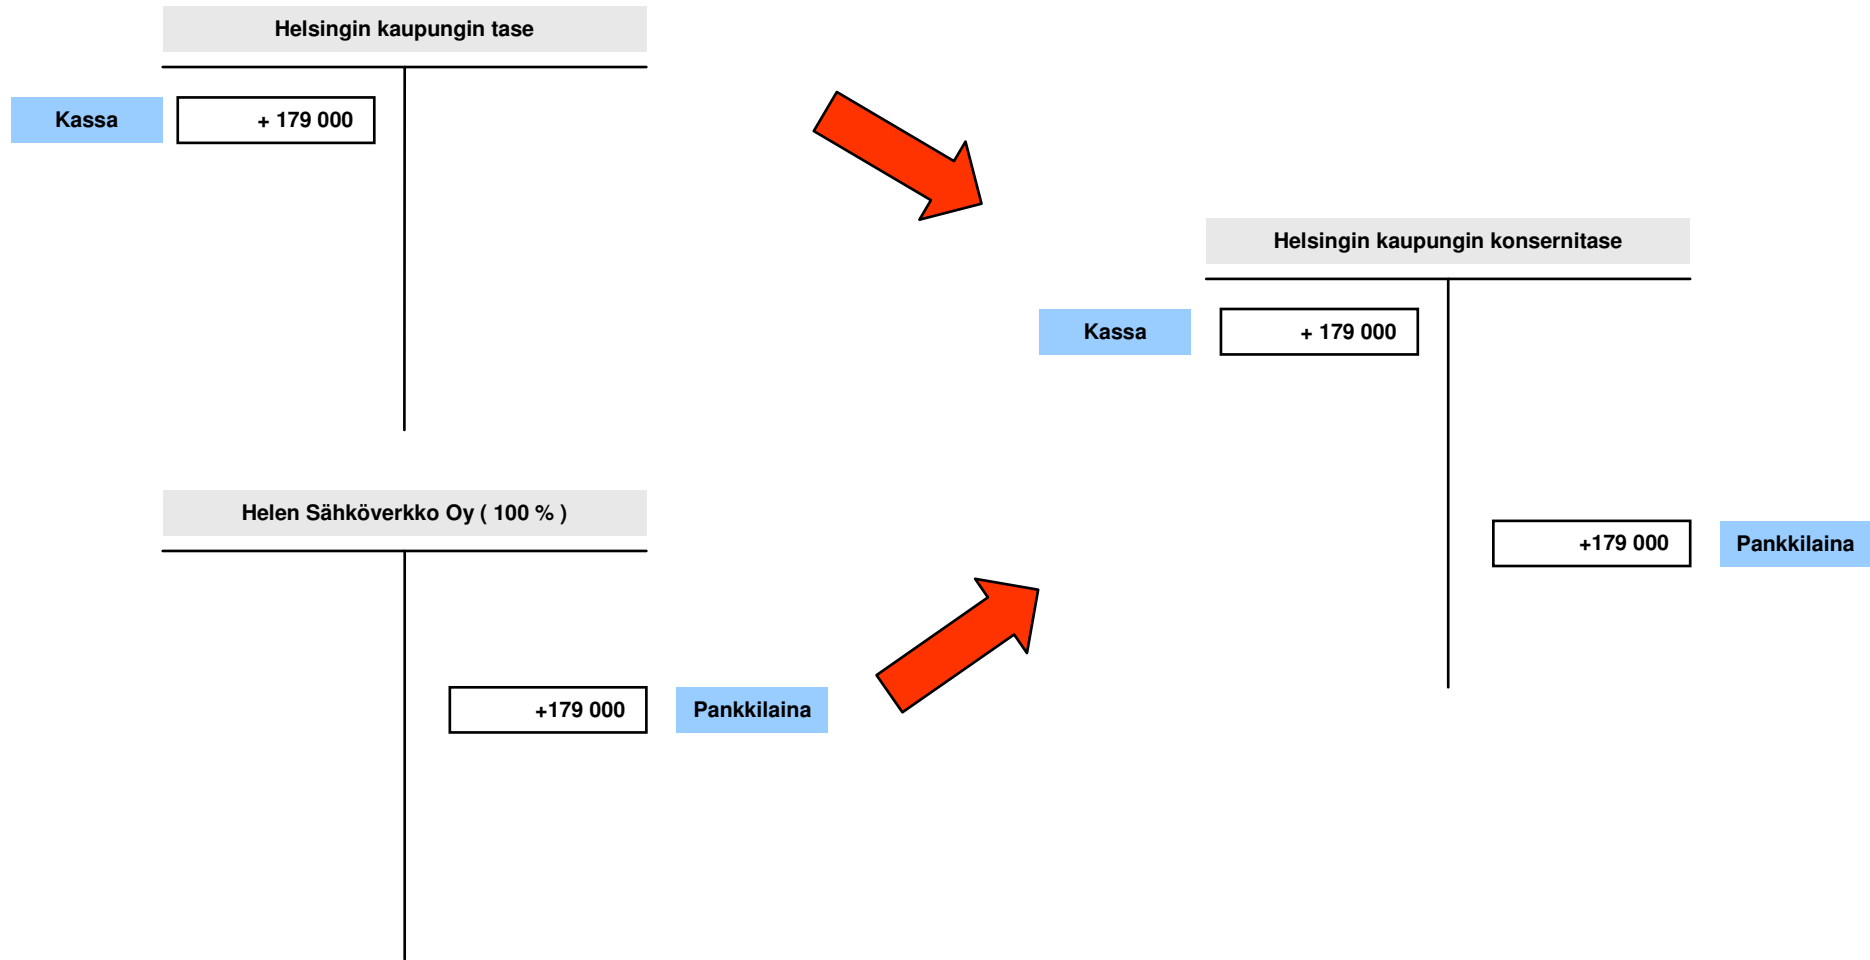 Helsingin kaupungin tase
Kassa
+ 179 000
Helsingin kaupungin konsernitase
Kassa
+ 179 000
Helen Sähköverkko Oy ( 100 % )
+179 000
Pankkilaina
+179 000
Pankkilaina